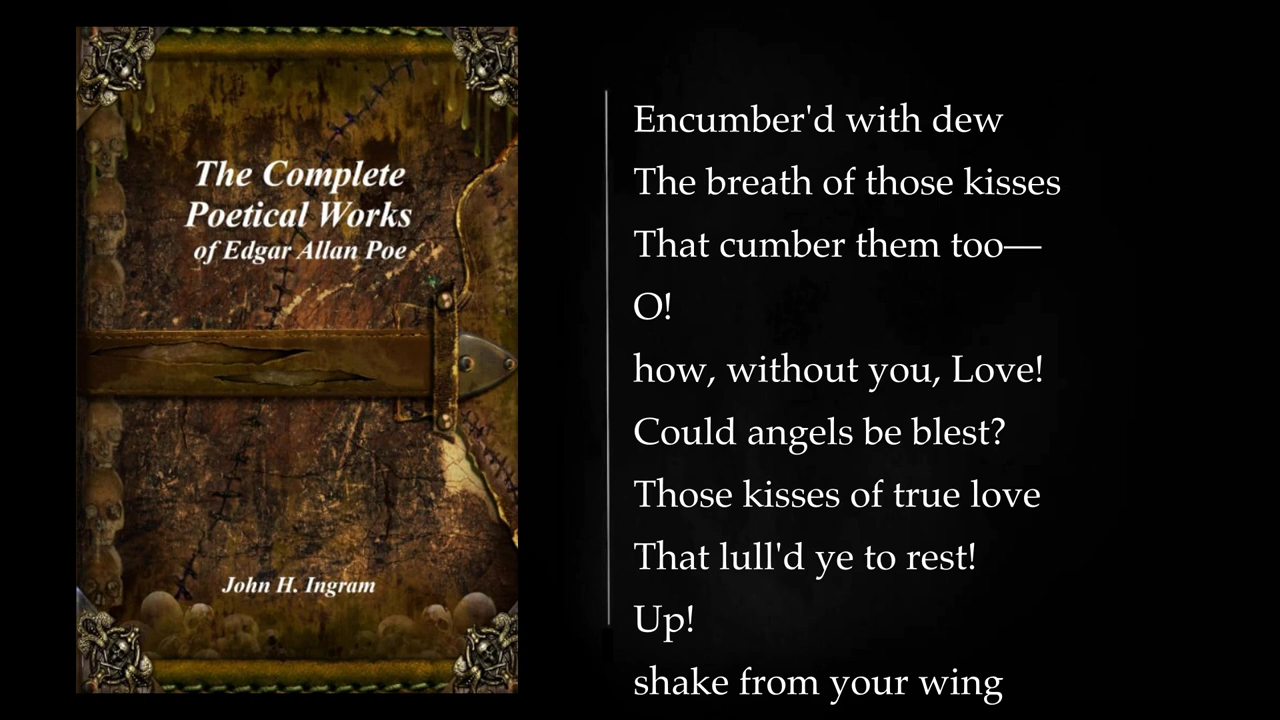 The Complete
Poetical Works
of Edgar Allan Poe
John H. Ingram
Encumber'd with dew
The breath of those kisses
That cumber them too—
O!
how, without you, Love!
Could angels be blest?
Those kisses of true love
That lull'd ye to rest!
Up!
shake from your wing